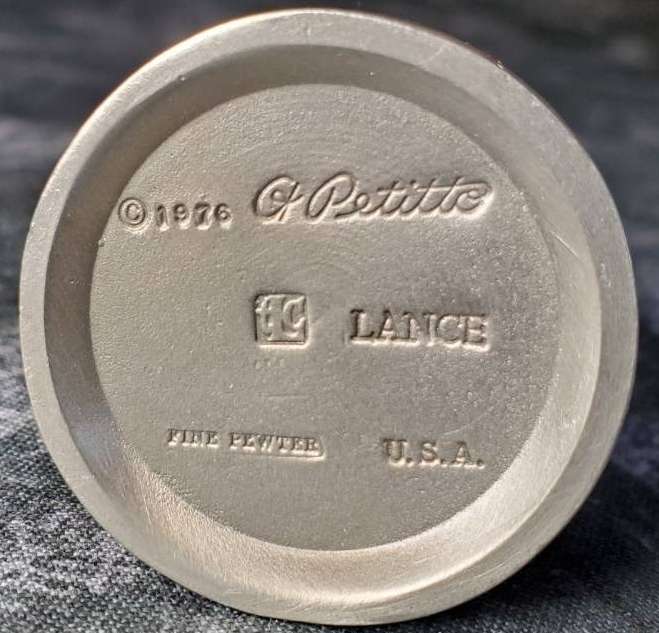 © 1976 A Petitto
LANCE
FINE PEWTER U.S.A.